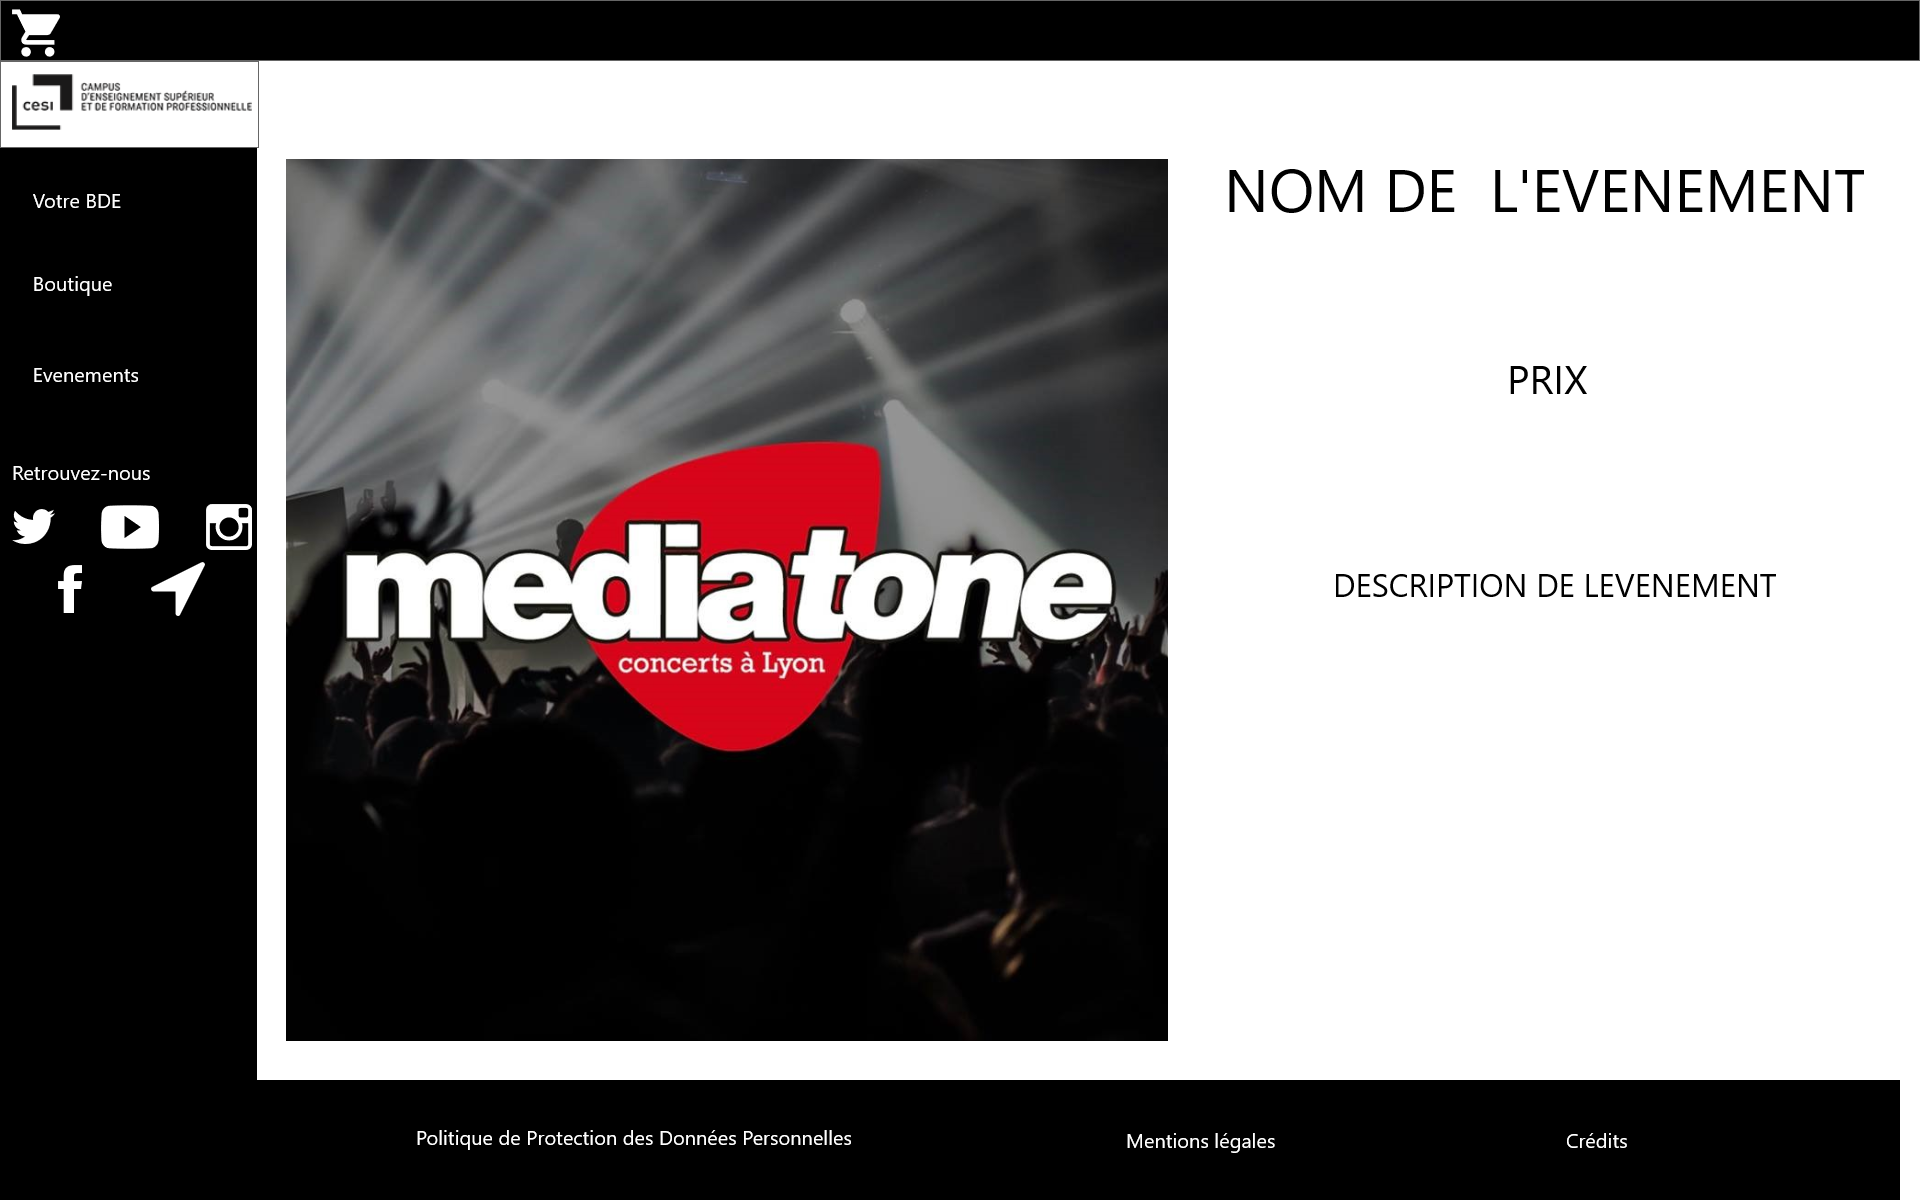 cesi
CAMPUS
D'ENSEIGNEMENT SUPÉRIEUR
ET DE FORMATION PROFESSIONNELLE
Votre BDE
Boutique
Evenements
Retrouvez-nous
mediatone
concerts à Lyon
NOM DE  L'EVENEMENT
PRIX
DESCRIPTION DE LEVENEMENT
Politique de Protection des Données Personnelles
Mentions légales
Crédits